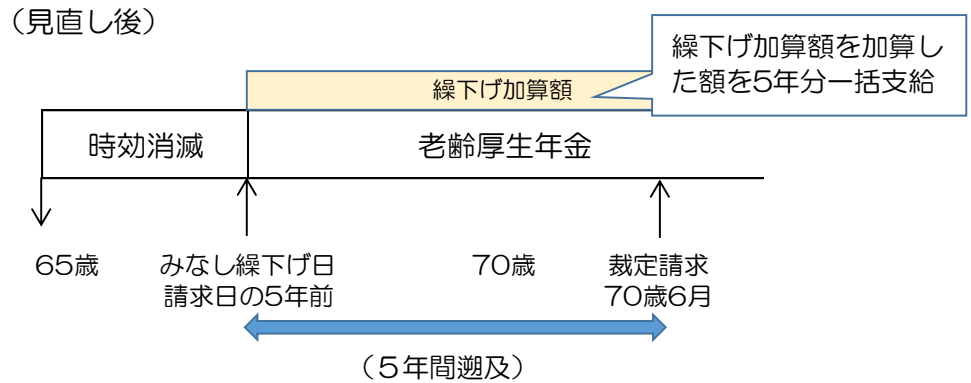 （見直し後）
繰下げ加算額を加算し
た額を5年分一括支給
繰下げ加算額
時効消滅
老齢厚生年金
65歳
みなし繰下げ日
請求日の5年前
70歳
裁定請求
70歳6月
（５年間遡及）